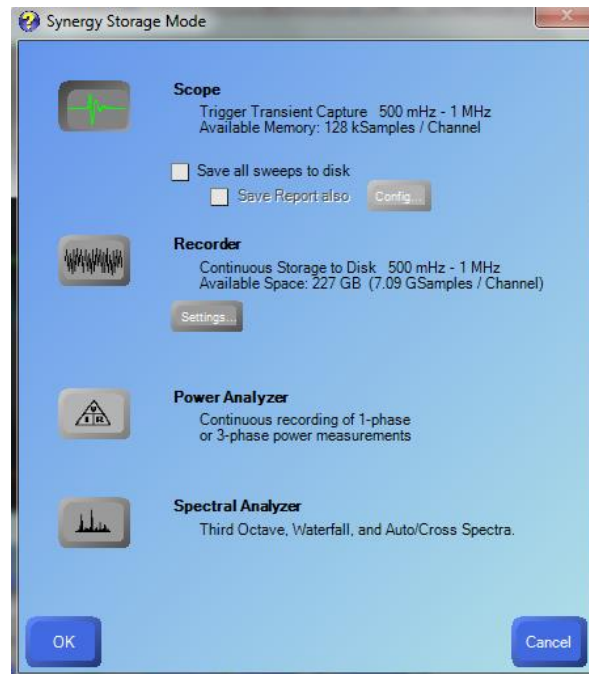 Synergy Storage Mode
Scope
Trigger Transient Capture 500 mHz - 1 MHz
Available Memory: 128 kSamples / Channel
Save all sweeps to disk
Save Report also
Config...
Recorder
Continuous Storage to Disk 500 mHz - 1 MHz
Available Space: 227 GB (7.09 GSamples / Channel)
Settings...
Power Analyzer
V
I R
Continuous recording of 1-phase
or 3-phase power measurements
Spectral Analyzer
Third Octave, Waterfall, and Auto/Cross Spectra.
OK
Cancel